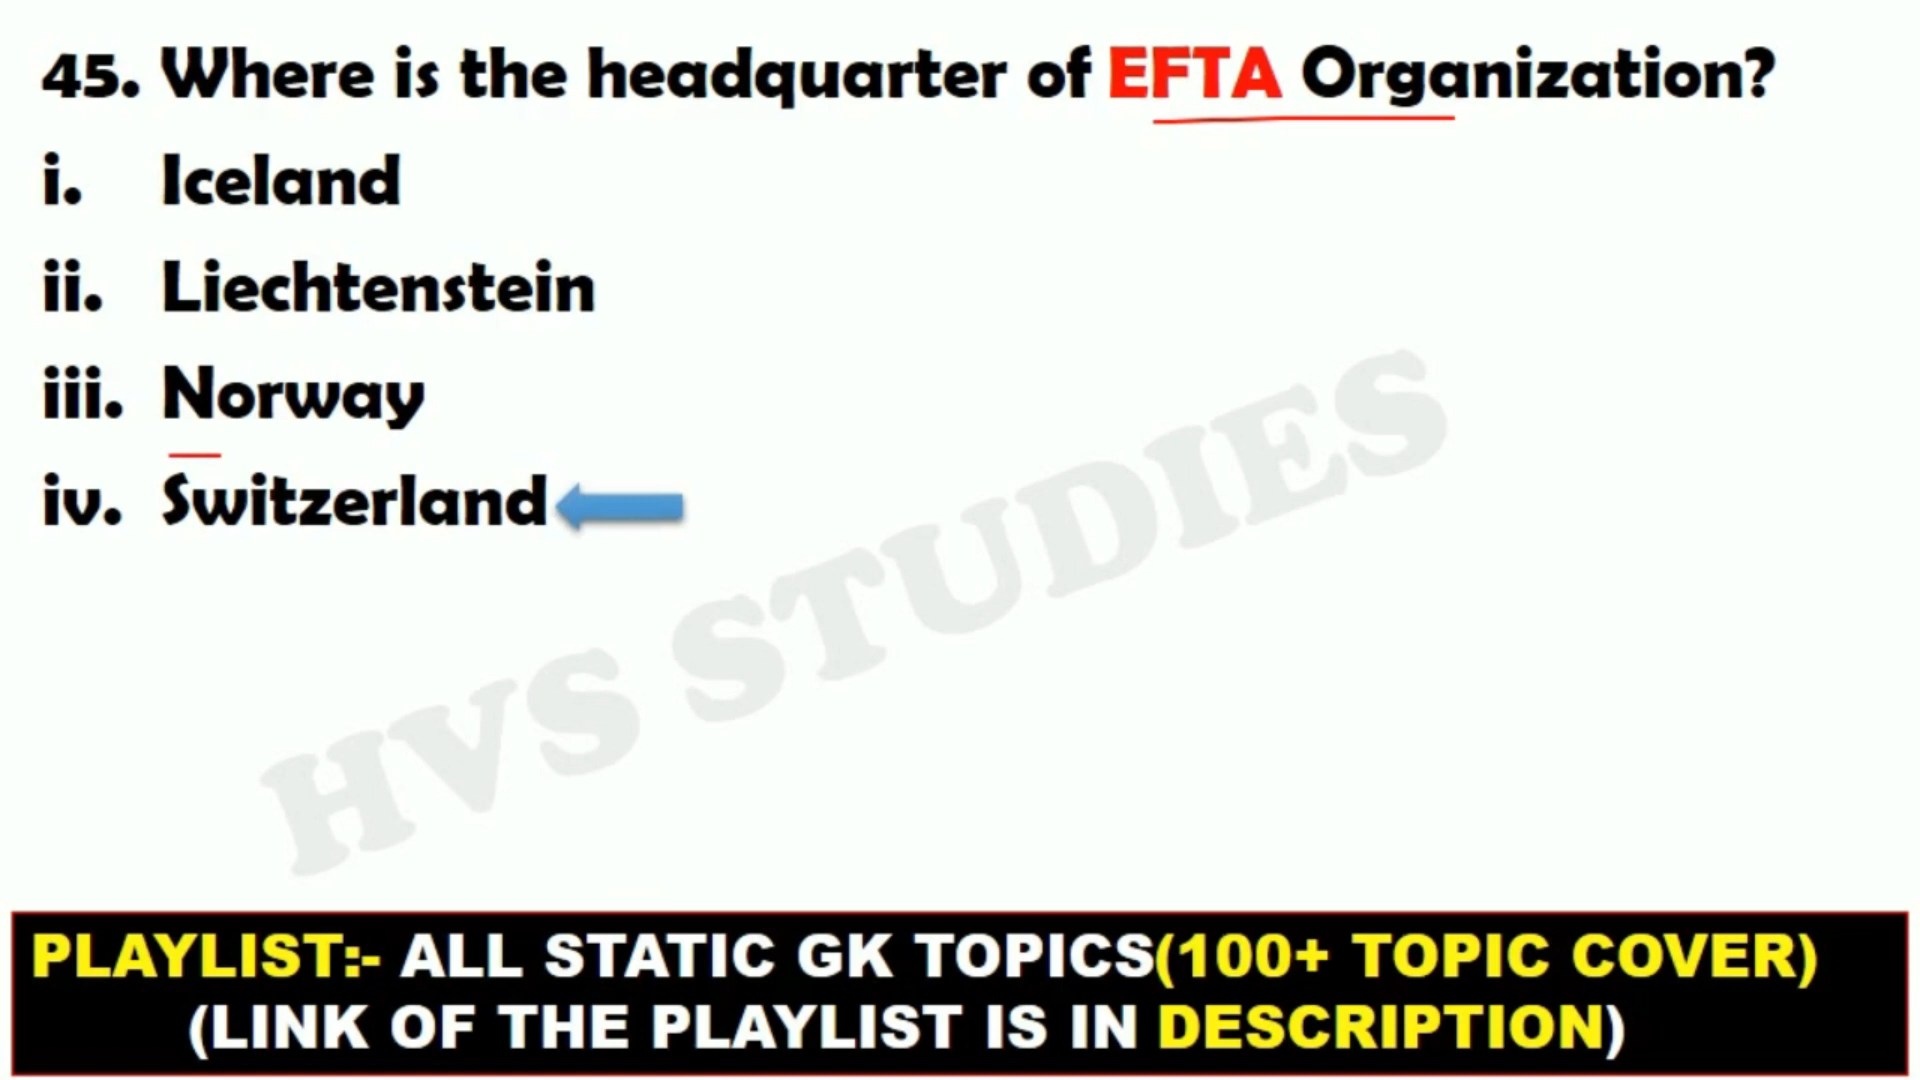 45. Where is the headquarter of EFTA Organization?
i. Iceland
ii. Liechtenstein
iii. Norway
iv. Switzerland
HVS STUDIES
PLAYLIST:- ALL STATIC GK TOPICS(100+ TOPIC COVER)
(LINK OF THE PLAYLIST IS IN DESCRIPTION)